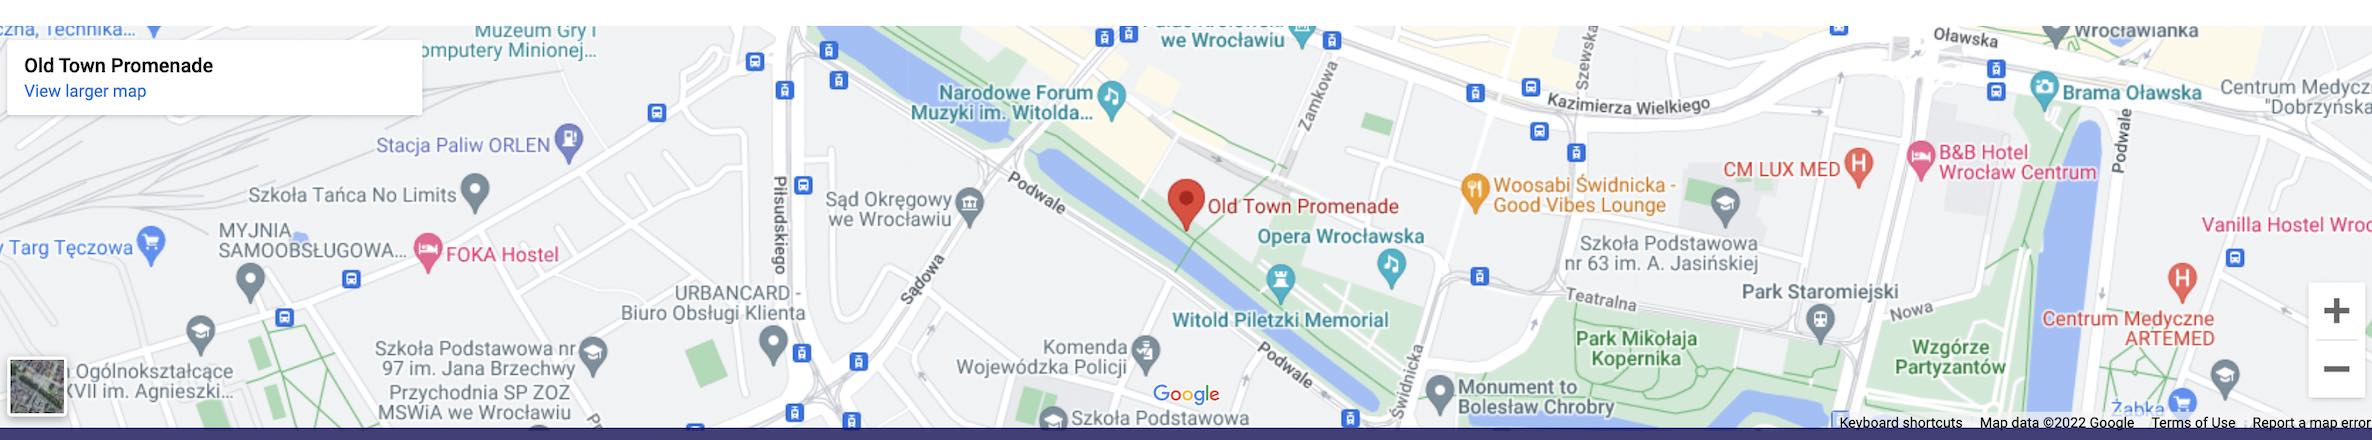 Old Town Promenade
View larger map
czna, Technika...
Muzeum Gry i
omputery Minionej...
we Wrocławiu
Narodowe Forum
Muzyki im. Witolda...
Zamkowa
Szewska
Kazimierza Wielkiego
Oławska
Wrocławianka
Brama Oławska
Centrum Medycz
"Dobrzyńska
Podwale
Stacja Paliw ORLEN
Szkoła Tańca No Limits
Piłsudskiego
Sąd Okręgowy
we Wrocławiu
Podwale
Old Town Promenade
Woosabi Świdnicka -
Good Vibes Lounge
CM LUX MED
B&B Hotel
Wrocław Centrum
MYJNIA
SAMOOBSŁUGOWA...
y Targ Tęczowa
FOKA Hostel
Sądowa
Opera Wrocławska
Szkoła Podstawowa
nr 63 im. A. Jasińskiej
Vanilla Hostel Wroc
URBANCARD -
Biuro Obsługi Klienta
Witold Piletzki Memorial
Teatralna
Park Staromiejski
Nowa
Centrum Medyczne
ARTEMED
Ogólnokształcące
XVII im. Agnieszki...
Szkoła Podstawowa nr
97 im. Jana Brzechwy
Przychodnia SP ZOZ
MSWiA we Wrocławiu
Komenda
Wojewódzka Policji
Podwale
Google
Szkoła Podstawowa
Świdnicka
Monument to
Bolesław Chrobry
Park Mikołaja
Kopernika
Wzgórze
Partyzantów
Żabka
Keyboard shortcuts
Map data ©2022 Google
Terms of Use
Report a map error